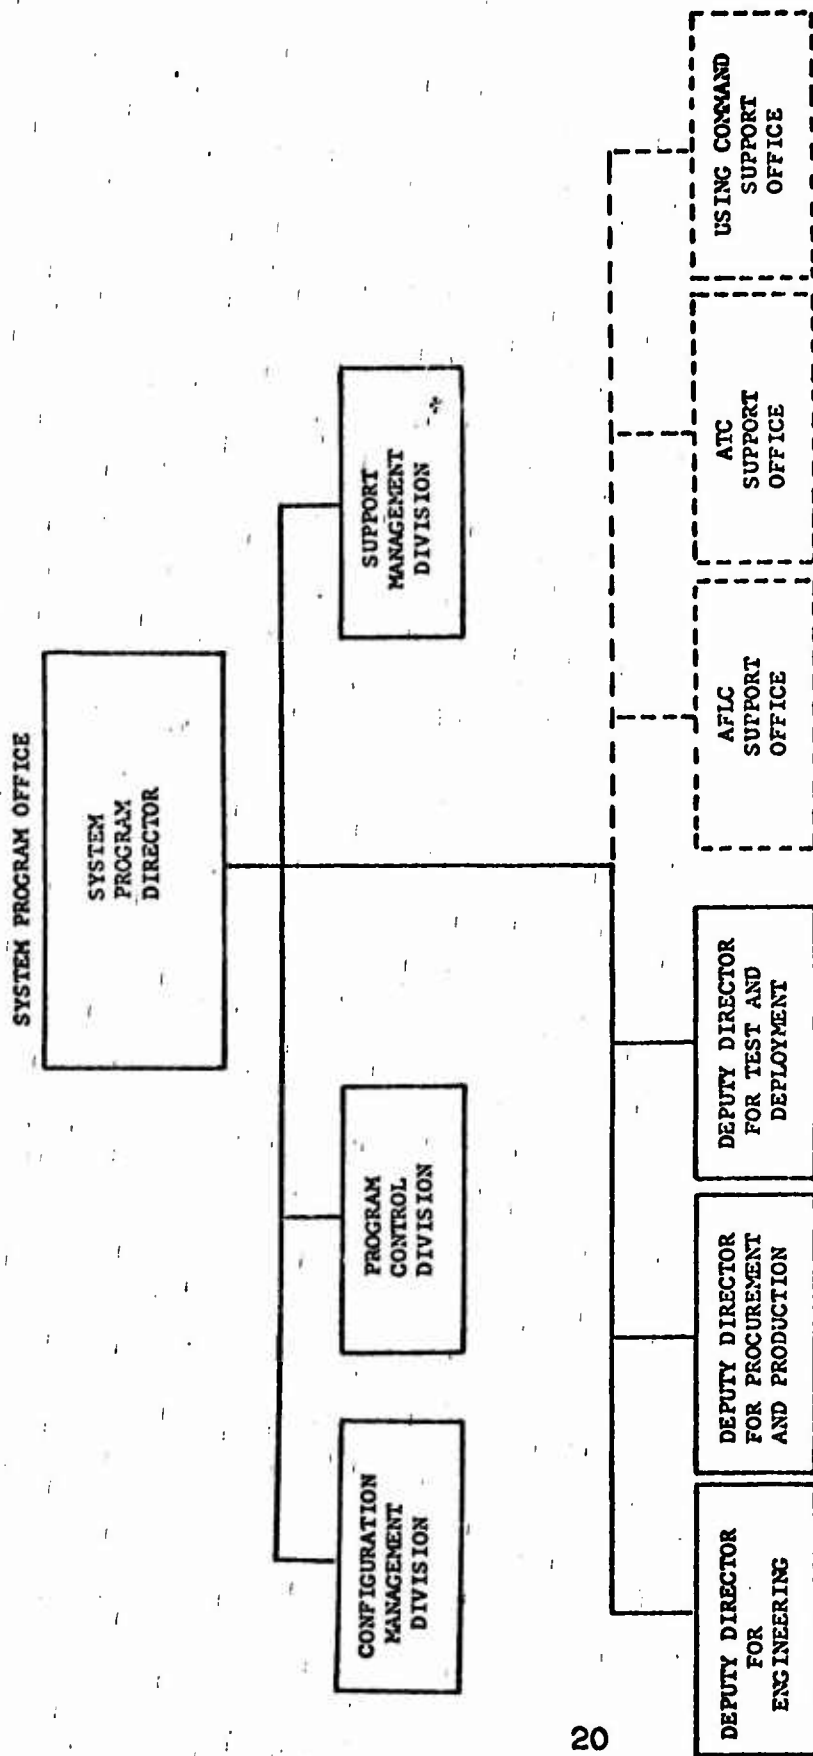 SYSTEM PROGRAM OFFICE
SYSTEM
PROGRAM
DIRECTOR
CONFIGURATION
MANAGEMENT
DIVISION
PROGRAM
CONTROL
DIVISION
SUPPORT
MANAGEMENT
DIVISION
DEPUTY DIRECTOR
FOR
ENGINEERING
DEPUTY DIRECTOR
FOR PROCUREMENT
AND PRODUCTION
DEPUTY DIRECTOR
FOR TEST AND
DEPLOYMENT
AFLC
SUPPORT
OFFICE
ATC
SUPPORT
OFFICE
USING COMMAND
SUPPORT
OFFICE
20